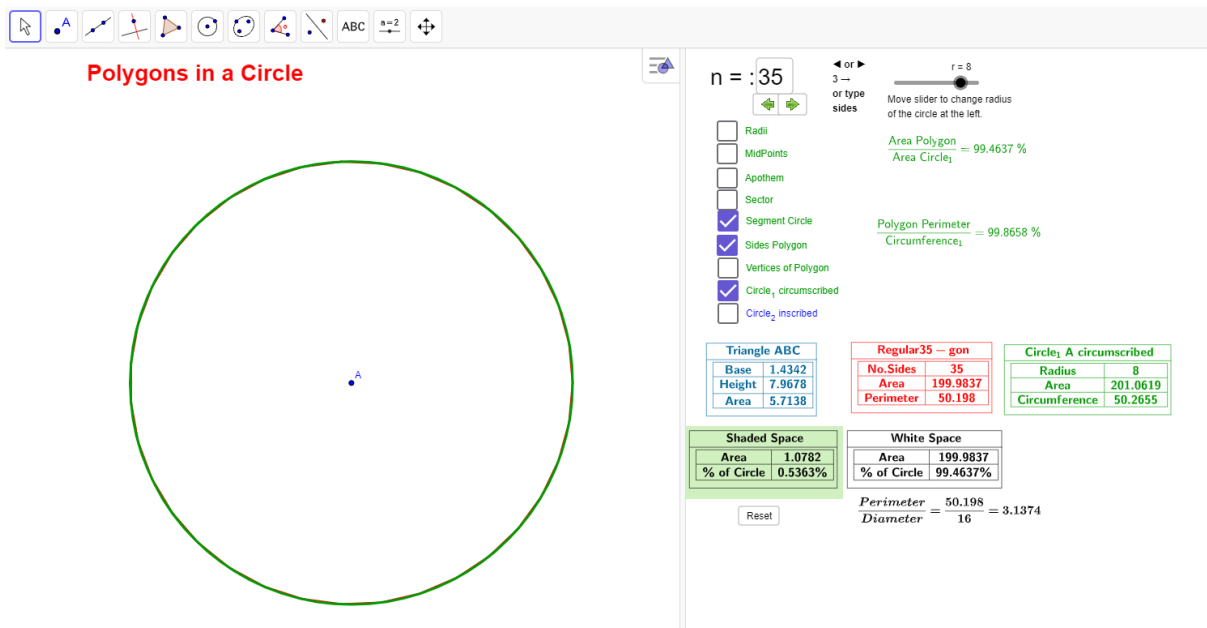 A
ABC
a=2
Polygons in a Circle
A
n = :35
◄ or ►
3 →
or type
sides
r = 8
Move slider to change radius
of the circle at the left.
Radii
MidPoints
Apothem
Sector
Segment Circle
Sides Polygon
Vertices of Polygon
Circle₁ circumscribed
Circle₂ inscribed
Area Polygon
Area Circle₁
= 99.4637 %
Polygon Perimeter
Circumference₁
= 99.8658 %
Triangle ABC
Base 1.4342
Height 7.9678
Area 5.7138
Regular35 − gon
No.Sides 35
Area 199.9837
Perimeter 50.198
Circle₁ A circumscribed
Radius 8
Area 201.0619
Circumference 50.2655
Shaded Space
Area 1.0782
% of Circle 0.5363%
White Space
Area 199.9837
% of Circle 99.4637%
Reset
Perimeter
Diameter
= 50.198
16
= 3.1374